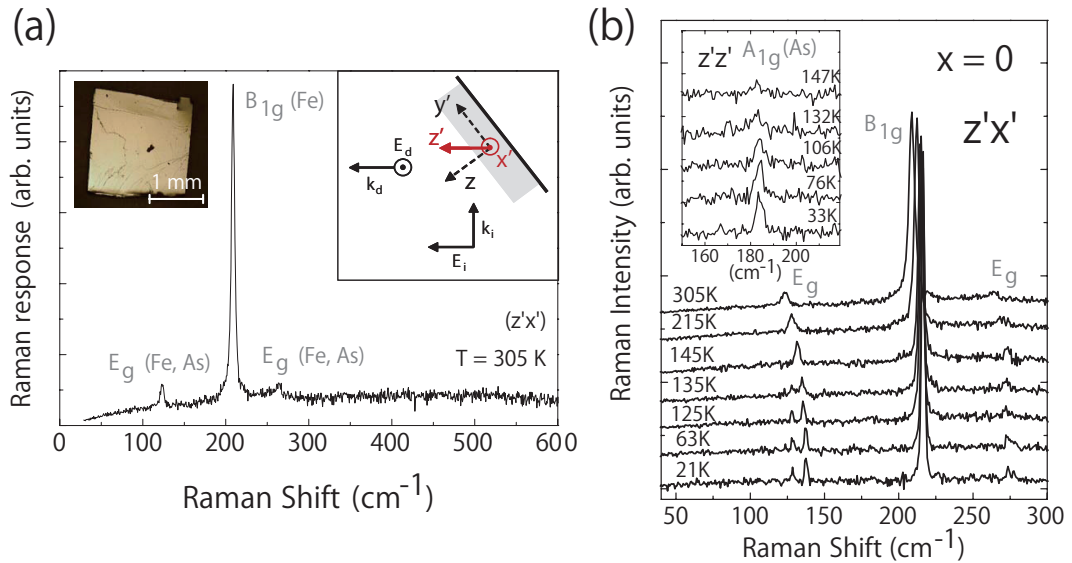 (a)
Raman response (arb. units)
1 mm
B1g (Fe)
y'
z'
x'
z
Ed
kd
ki
Ei
(z'x')
T = 305 K
Eg (Fe, As)
Eg (Fe, As)
0 100 200 300 400 500 600
Raman Shift (cm-1)
(b)
Raman Intensity (arb. units)
x = 0
z'x'
z'z' A1g (As)
147K
132K
106K
76K
33K
160 180 200
(cm-1)
B1g
Eg
Eg
305K
215K
145K
135K
125K
63K
21K
50 100 150 200 250 300
Raman Shift (cm-1)